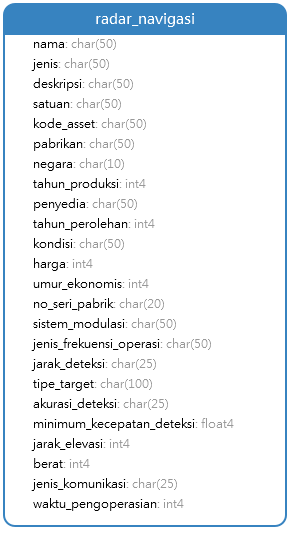 radar_navigasi
nama: char(50)
jenis: char(50)
deskripsi: char(50)
satuan: char(50)
kode_asset: char(50)
pabrikan: char(50)
negara: char(10)
tahun_produksi: int4
penyedia: char(50)
tahun_perolehan: int4
kondisi: char(50)
harga: int4
umur_ekonomis: int4
no_seri_pabrik: char(20)
sistem_modulasi: char(50)
jenis_frekuensi_operasi: char(50)
jarak_deteksi: char(25)
tipe_target: char(100)
akurasi_deteksi: char(25)
minimum_kecepatan_deteksi: float4
jarak_elevasi: int4
berat: int4
jenis_komunikasi: char(25)
waktu_pengoperasian: int4